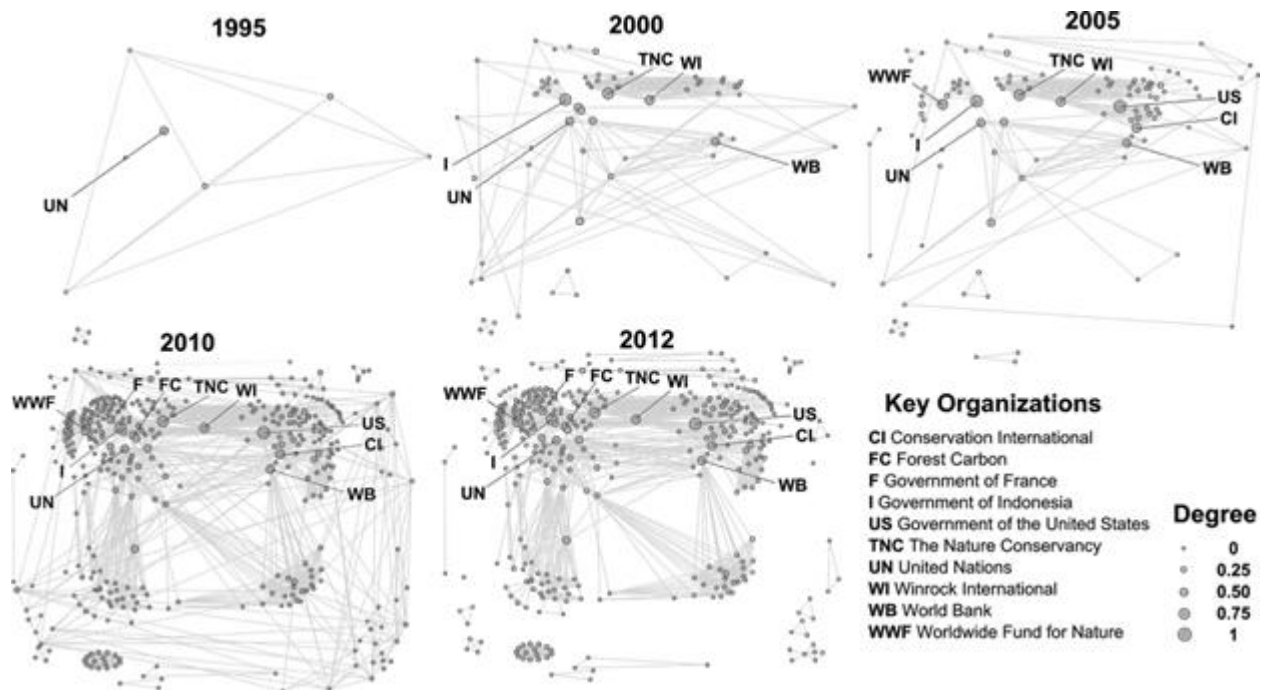 1995
UN
2000
TNC
WI
I
UN
WB
2005
WWF
TNC
WI
US
CI
I
UN
WB
2010
F
FC
TNC
WI
WWF
US
CI
I
UN
WB
2012
F
FC
TNC
WI
WWF
US
CI
I
UN
WB
Key Organizations
CI Conservation International
FC Forest Carbon
F Government of France
I Government of Indonesia
US Government of the United States
TNC The Nature Conservancy
UN United Nations
WI Winrock International
WB World Bank
WWF Worldwide Fund for Nature
Degree
0
0.25
0.50
0.75
1